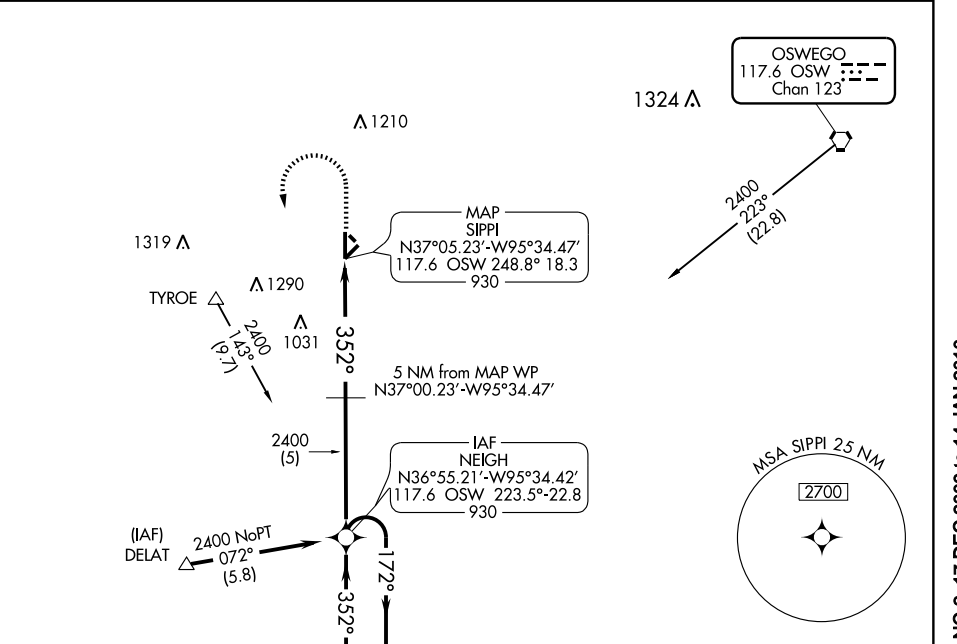 OSWEGO
117.6 OSW
Chan 123
1324
1210
2400
223°
(22.8)
MAP
SIPPI
N37°05.23'-W95°34.47'
117.6 OSW 248.8° 18.3
930
1319
1290
TYROE
1031
2400
143°
(9.7)
352°
5 NM from MAP WP
N37°00.23'-W95°34.47'
2400
(5)
IAF
NEIGH
N36°55.21'-W95°34.42'
117.6 OSW 223.5°-22.8
930
MSA SIPPI 25 NM
2700
(IAF)
DELAT
2400 NoPT
072°
(5.8)
172°
352°